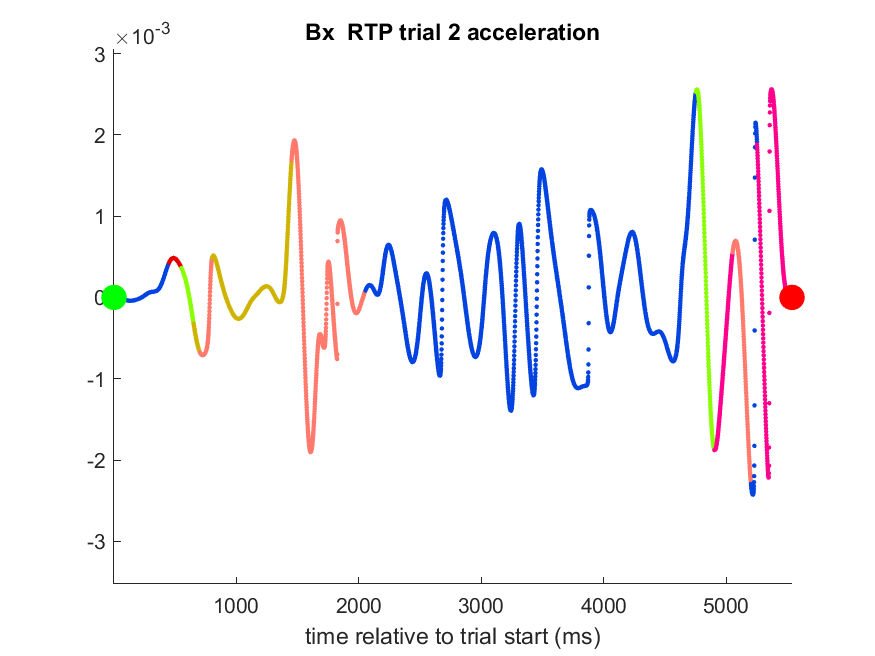 Bx  RTP trial 2 acceleration
×10-3
3
2
1
0
-1
-2
-3
1000 2000 3000 4000 5000
time relative to trial start (ms)